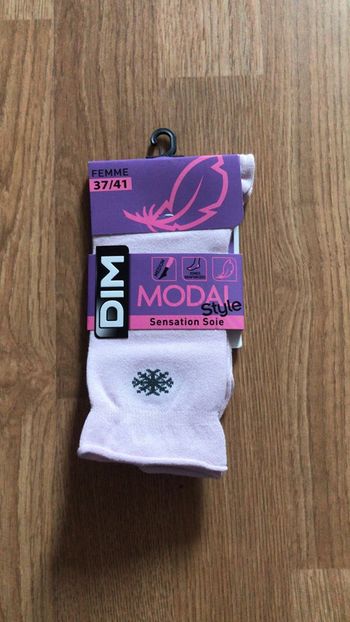 FEMME
37/41
DIM
MODAL
Style
Sensation Soie